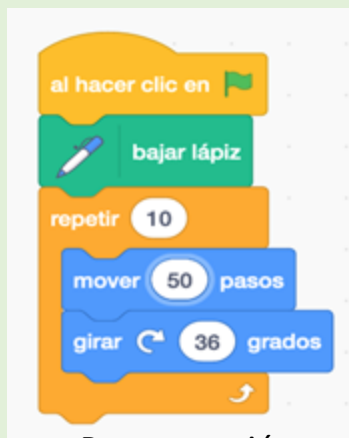 al hacer clic en
bajar lápiz
repetir 10
mover 50 pasos
girar 36 grados